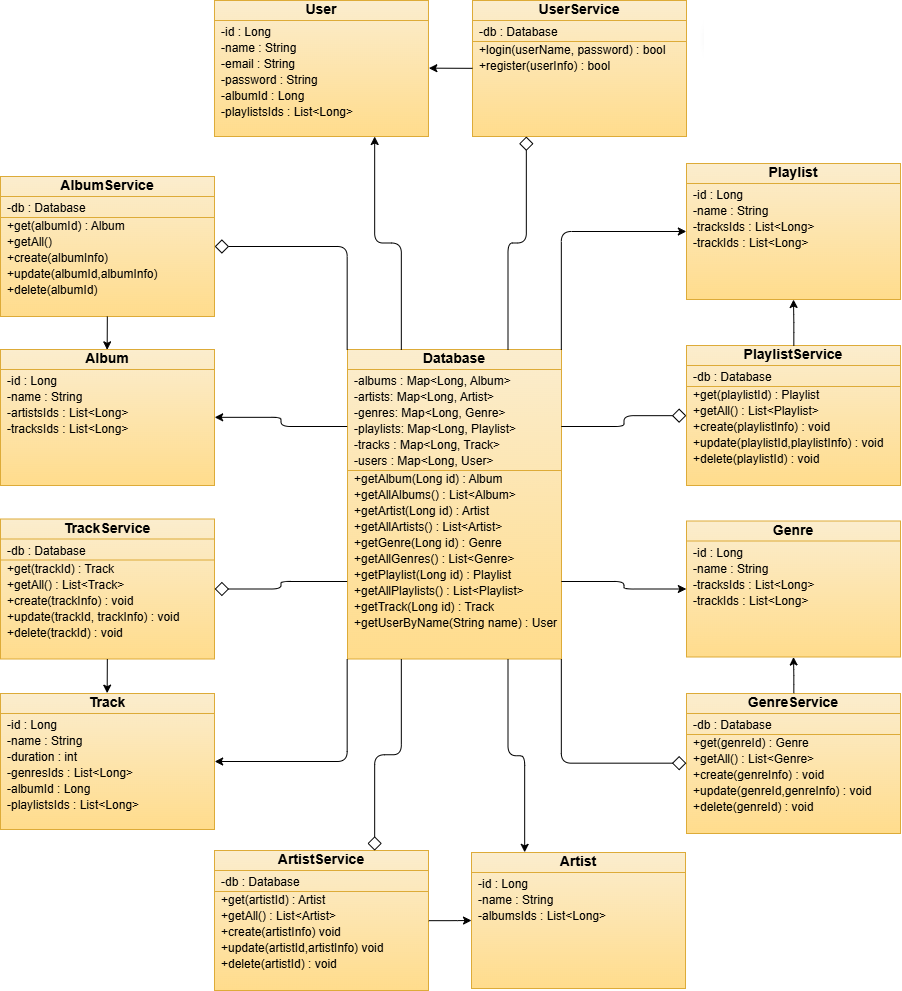 User
-id : Long
-name : String
-email : String
-password : String
-albumId : Long
-playlistsIds : List<Long>
UserService
-db : Database
+login(userName, password) : bool
+register(userInfo) : bool
AlbumService
-db : Database
+get(albumId) : Album
+getAll()
+create(albumInfo)
+update(albumId,albumInfo)
+delete(albumId)
Playlist
-id : Long
-name : String
-tracksIds : List<Long>
-trackIds : List<Long>
Album
-id : Long
-name : String
-artistsIds : List<Long>
-tracksIds : List<Long>
Database
-albums : Map<Long, Album>
-artists: Map<Long, Artist>
-genres: Map<Long, Genre>
-playlists: Map<Long, Playlist>
-tracks : Map<Long, Track>
-users : Map<Long, User>
+getAlbum(Long id) : Album
+getAllAlbums() : List<Album>
+getArtist(Long id) : Artist
+getAllArtists() : List<Artist>
+getGenre(Long id) : Genre
+getAllGenres() : List<Genre>
+getPlaylist(Long id) : Playlist
+getAllPlaylists() : List<Playlist>
+getTrack(Long id) : Track
+getUserByName(String name) : User
PlaylistService
-db : Database
+get(playlistId) : Playlist
+getAll() : List<Playlist>
+create(playlistInfo) : void
+update(playlistId,playlistInfo) : void
+delete(playlistId) : void
TrackService
-db : Database
+get(trackId) : Track
+getAll() : List<Track>
+create(trackInfo) : void
+update(trackId, trackInfo) : void
+delete(trackId) : void
Genre
-id : Long
-name : String
-tracksIds : List<Long>
-trackIds : List<Long>
Track
-id : Long
-name : String
-duration : int
-genresIds : List<Long>
-albumId : Long
-playlistsIds : List<Long>
GenreService
-db : Database
+get(genreId) : Genre
+getAll() : List<Genre>
+create(genreInfo) : void
+update(genreId,genreInfo) : void
+delete(genreId) : void
ArtistService
-db : Database
+get(artistId) : Artist
+getAll() : List<Artist>
+create(artistInfo) void
+update(artistId,artistInfo) void
+delete(artistId) : void
Artist
-id : Long
-name : String
-albumsIds : List<Long>